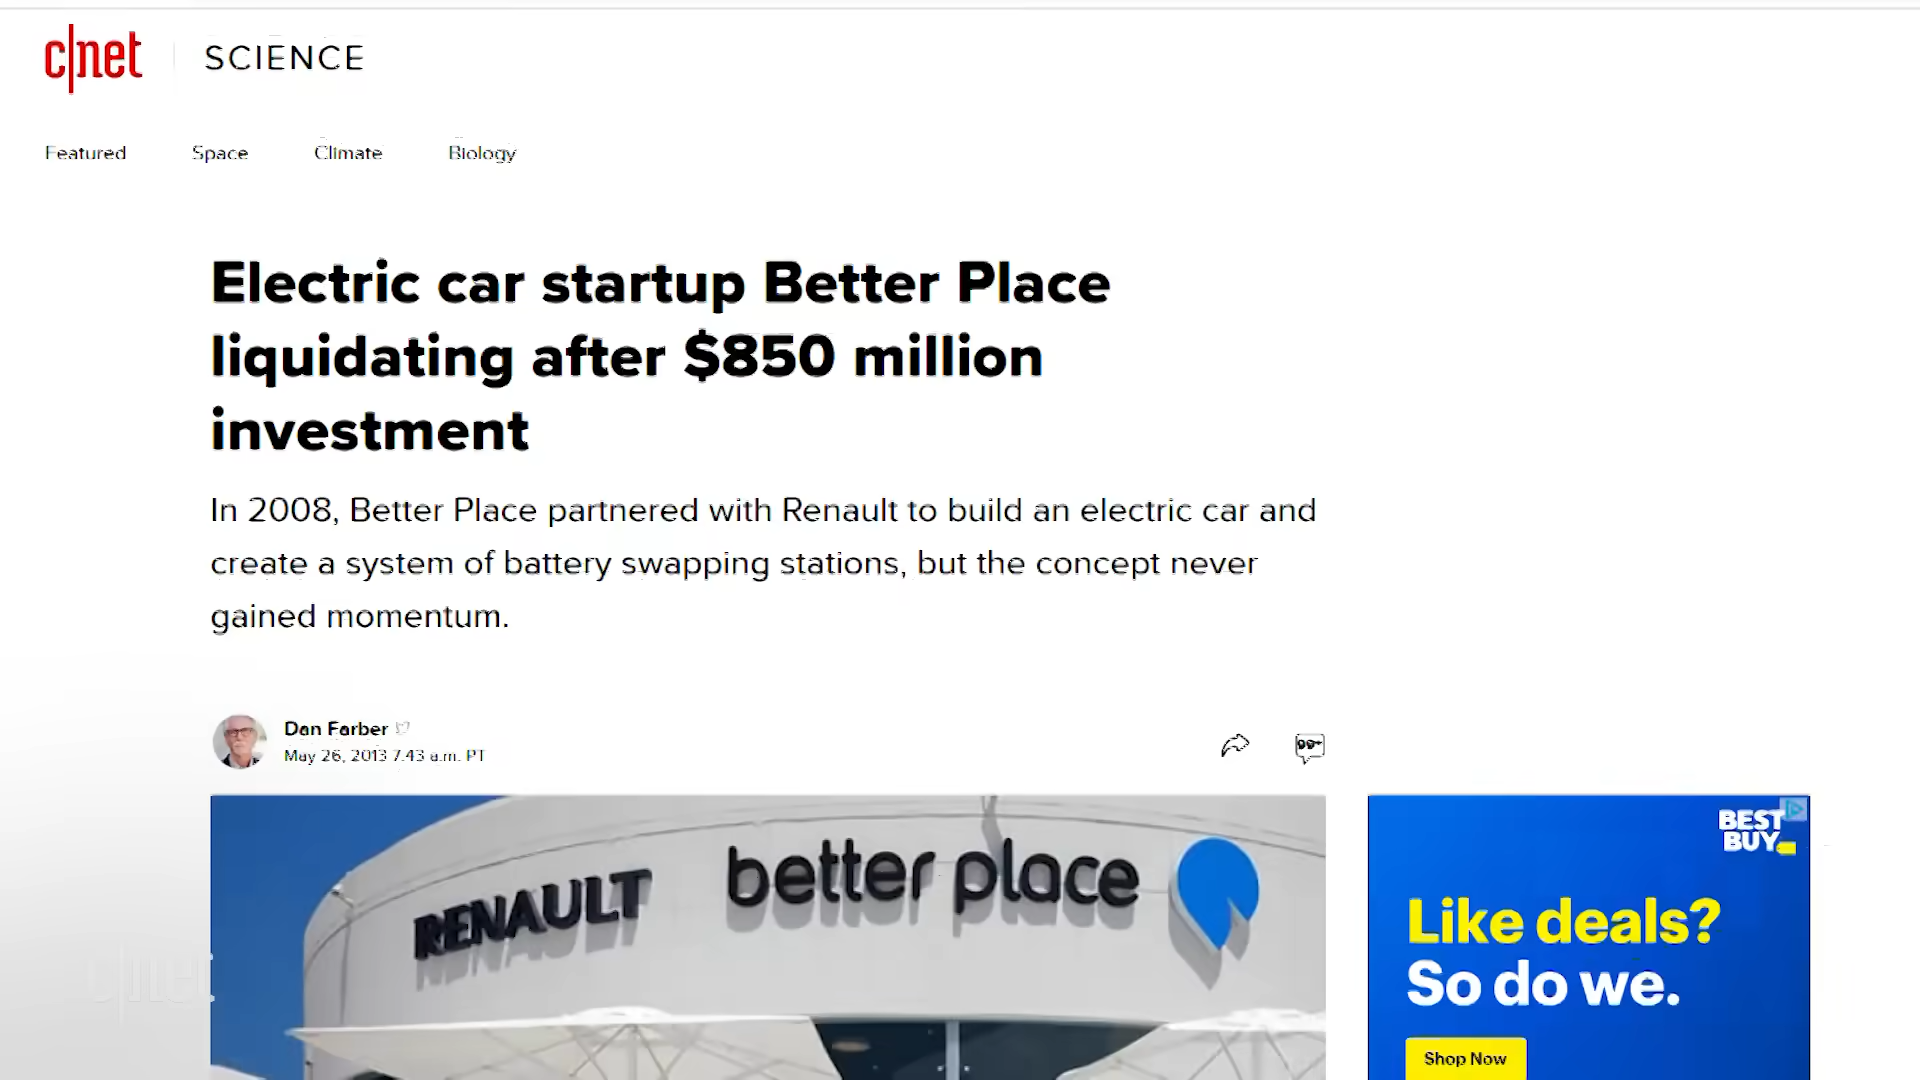 c|net
SCIENCE
Featured
Space
Climate
Biology
Electric car startup Better Place
liquidating after $850 million
investment
In 2008, Better Place partnered with Renault to build an electric car and
create a system of battery swapping stations, but the concept never
gained momentum.
Dan Farber
May 26, 2013 7:43 a.m. PT
99+
RENAULT
better place
BEST
BUY
Like deals?
So do we.
Shop Now
c|net